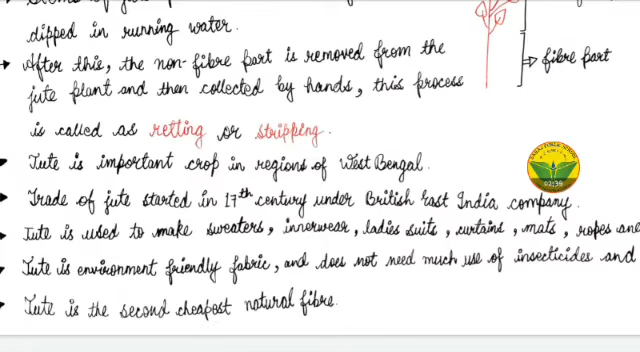 dipped in running water.
→ After this, the non-fibre part is removed from the
jute plant and then collected by hands, this process
⇒ fibre part
is called as retting or stripping.
Jute is important crop in regions of West Bengal.
Trade of jute started in 17th century under British East India company.
Jute is used to make sweaters, innerwear, ladies suits, curtains, mats, ropes and
Jute is environment friendly fabric, and does not need much use of insecticides and
Jute is the second cheapest natural fibre.
02:39